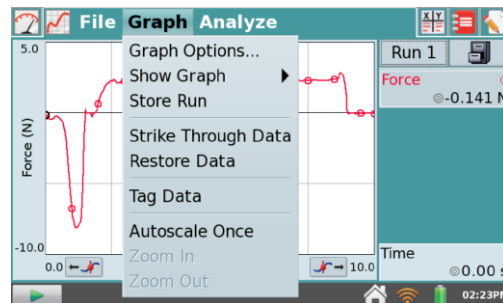 File Graph Analyze
X Y
5.0
Force (N)
-10.0
0.0
10.0
Graph Options...
Show Graph
Store Run
Strike Through Data
Restore Data
Tag Data
Autoscale Once
Zoom In
Zoom Out
Run 1
Force
-0.141 N
Time
0.00 s
02:23PM